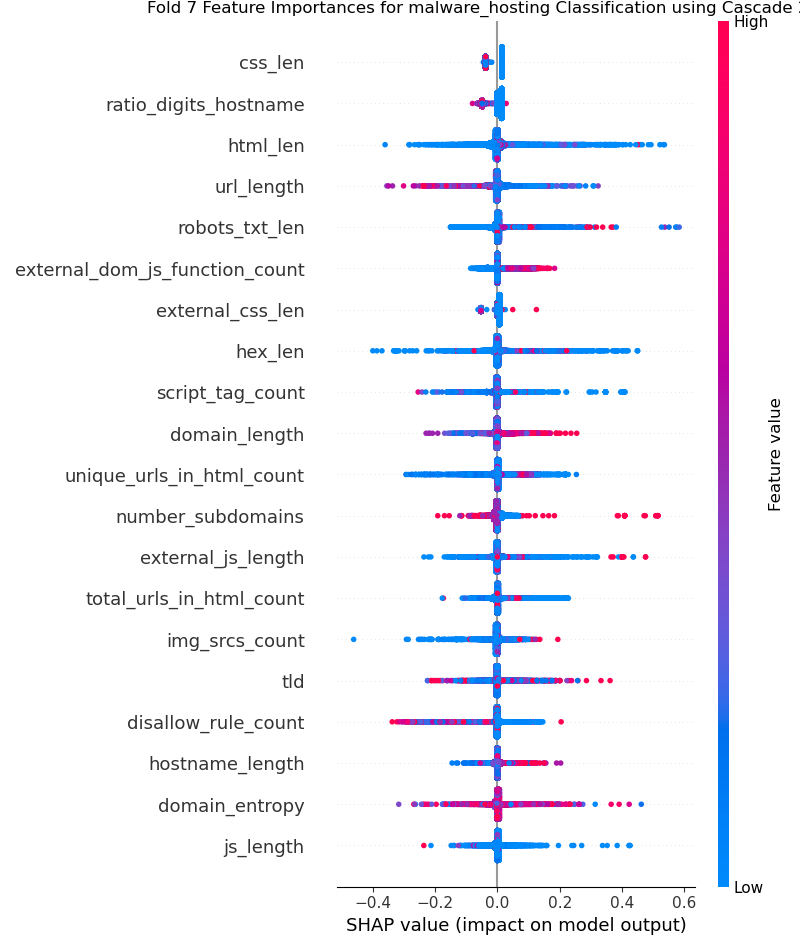 Fold 7 Feature Importances for malware_hosting Classification using Cascade
High
css_len
ratio_digits_hostname
html_len
url_length
robots_txt_len
external_dom_js_function_count
external_css_len
hex_len
script_tag_count
domain_length
unique_urls_in_html_count
number_subdomains
external_js_length
total_urls_in_html_count
img_srcs_count
tld
disallow_rule_count
hostname_length
domain_entropy
js_length
Feature value
Low
−0.4 −0.2 0.0 0.2 0.4 0.6
SHAP value (impact on model output)